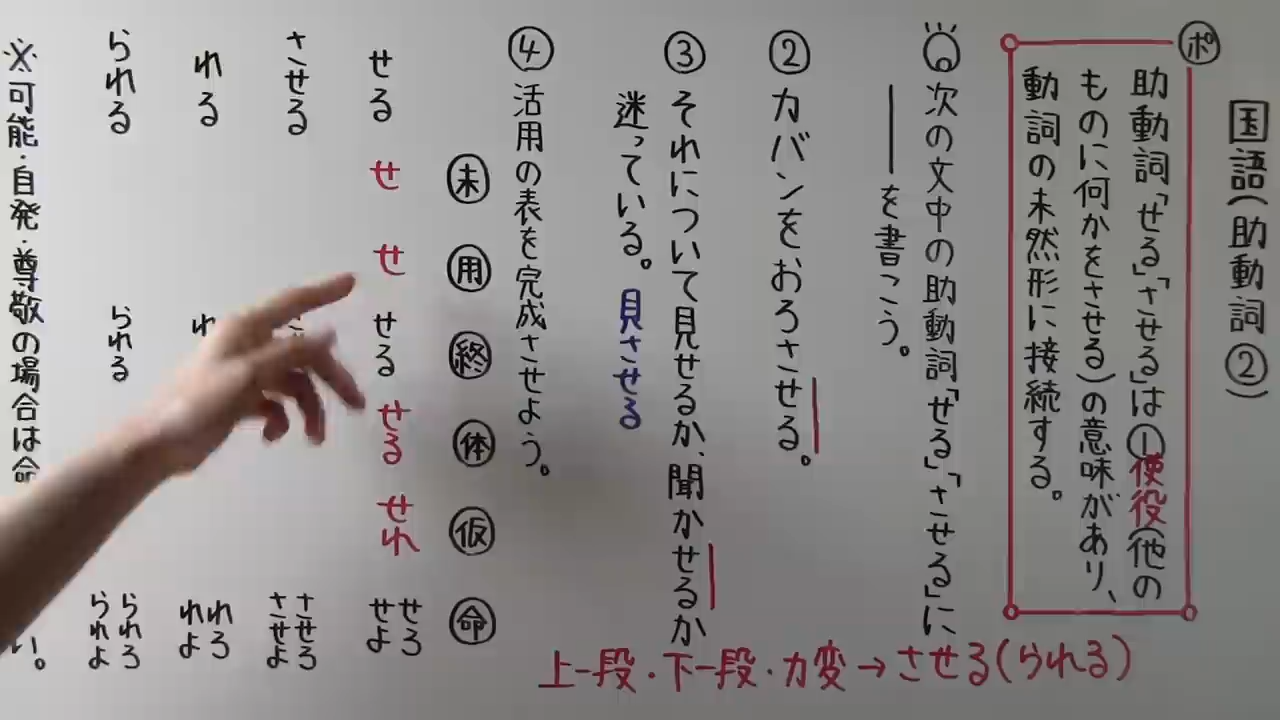 国語(助動詞②)
ポ
助動詞「せる」「させる」は①使役(他の
ものに何かをさせる)の意味があり、
動詞の未然形に接続する。
次の文中の助動詞「せる」「させる」に
――を書こう。
②カバンをおろさせる。
③それについて見せるか、聞かせるか
迷っている。 見させる
上一段・下一段・カ変→させる(られる)
④活用の表を完成させよう。
未 用 終 体 仮 命
せる せ せ せる せる せれ せろ
せよ
させる させろ
させよ
れる れ れろ
れよ
られる られる られろ
られよ
※可能・自発・尊敬の場合は命 い。